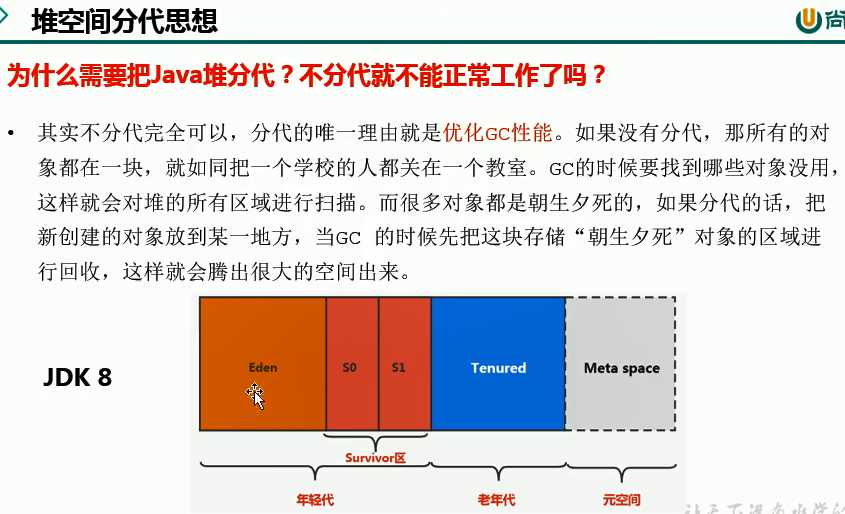 堆空间分代思想
尚
为什么需要把Java堆分代？不分代就不能正常工作了吗？
• 其实不分代完全可以，分代的唯一理由就是优化GC性能。如果没有分代，那所有的对
象都在一块，就如同把一个学校的人都关在一个教室。GC的时候要找到哪些对象没用，
这样就会对堆的所有区域进行扫描。而很多对象都是朝生夕死的，如果分代的话，把
新创建的对象放到某一地方，当GC 的时候先把这块存储“朝生夕死”对象的区域进
行回收，这样就会腾出很大的空间出来。
JDK 8
Eden S0 S1 Tenured Meta space
Survivor区
年轻代 老年代 元空间